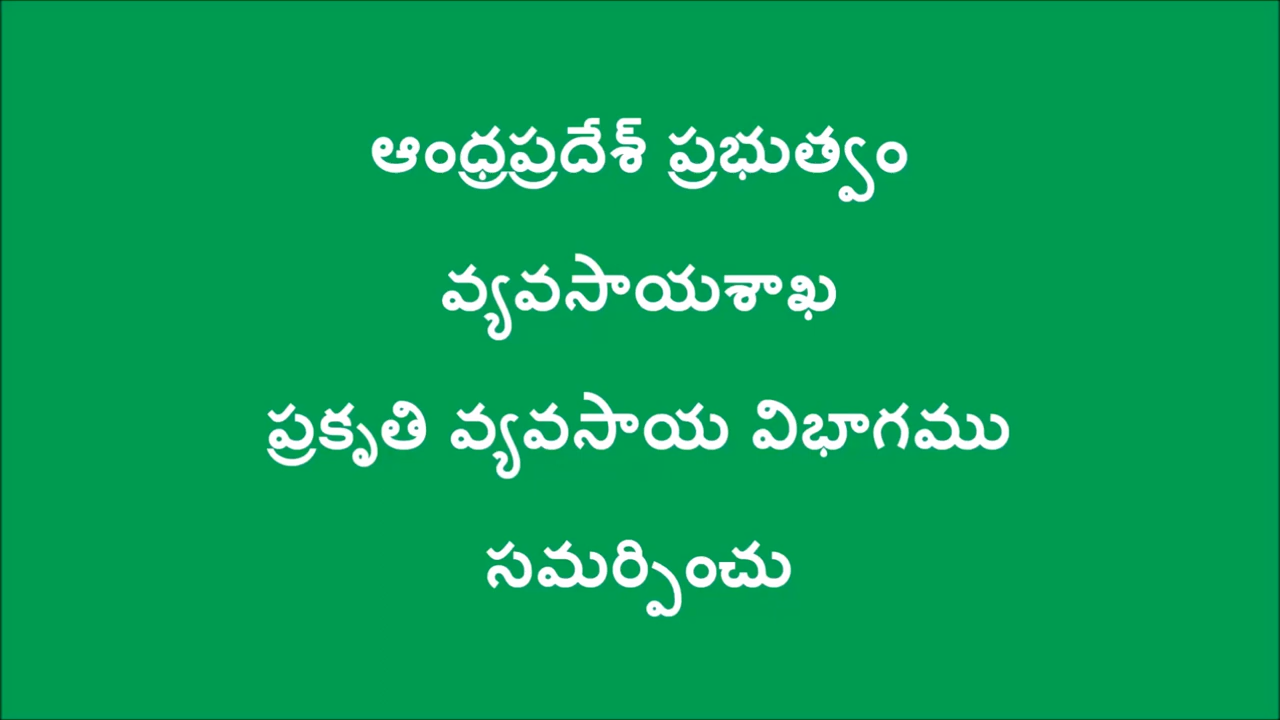 ఆంధ్రప్రదేశ్ ప్రభుత్వం
వ్యవసాయశాఖ
ప్రకృతి వ్యవసాయ విభాగము
సమర్పించు